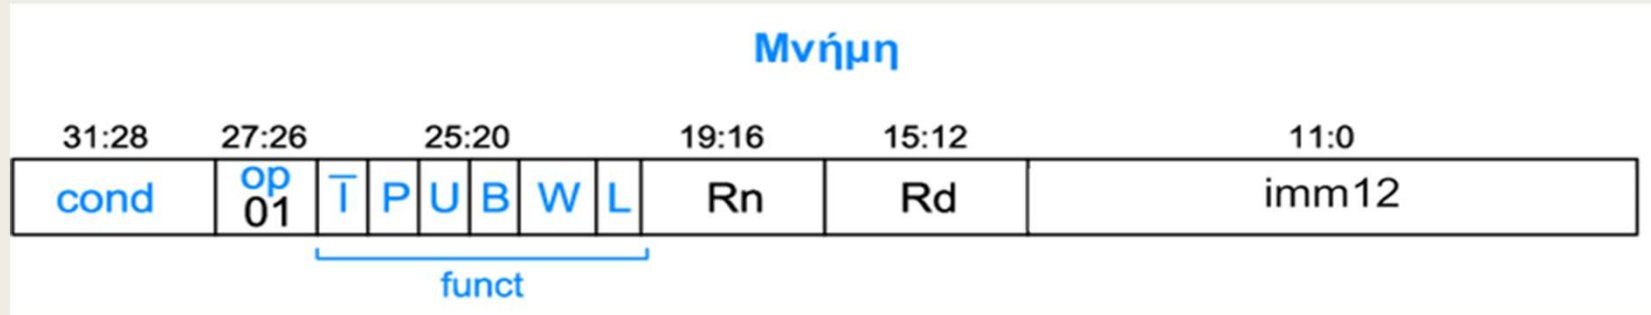 Μνήμη
31:28 27:26 25:20 19:16 15:12 11:0
cond op 01 I̅ P U B W L Rn Rd imm12
funct